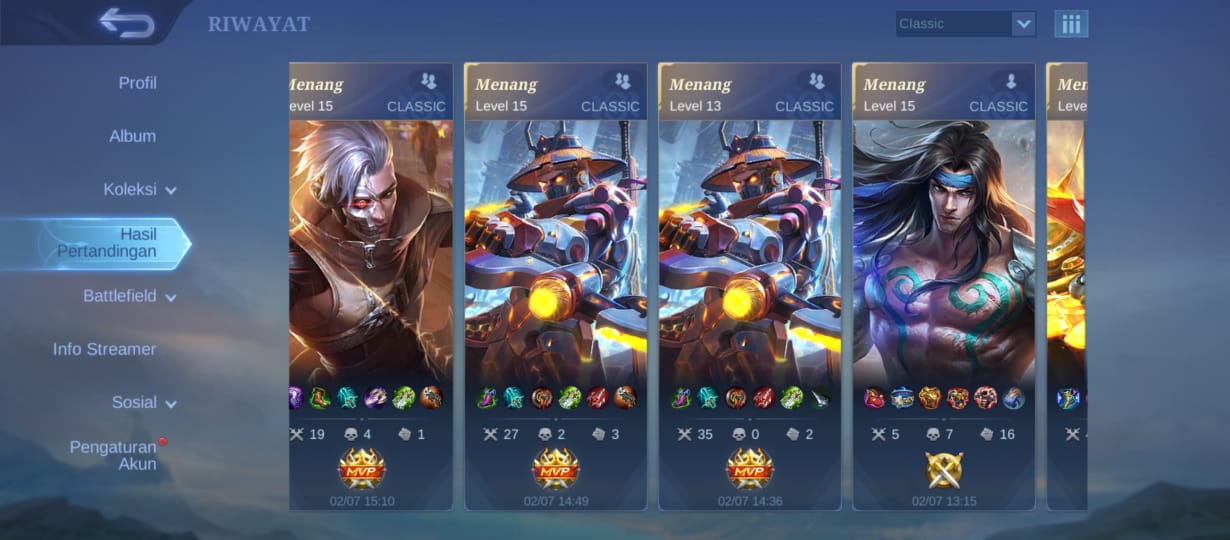 RIWAYAT
Classic
Profil
Album
Koleksi
Hasil
Pertandingan
Battlefield
Info Streamer
Sosial
Pengaturan
Akun
Menang
Level 15
CLASSIC
19 4 1
MVP
02/07 15:10
Menang
Level 15
CLASSIC
27 2 3
MVP
02/07 14:49
Menang
Level 13
CLASSIC
35 0 2
MVP
02/07 14:36
Menang
Level 15
CLASSIC
5 7 16
02/07 13:15
Men
Leve